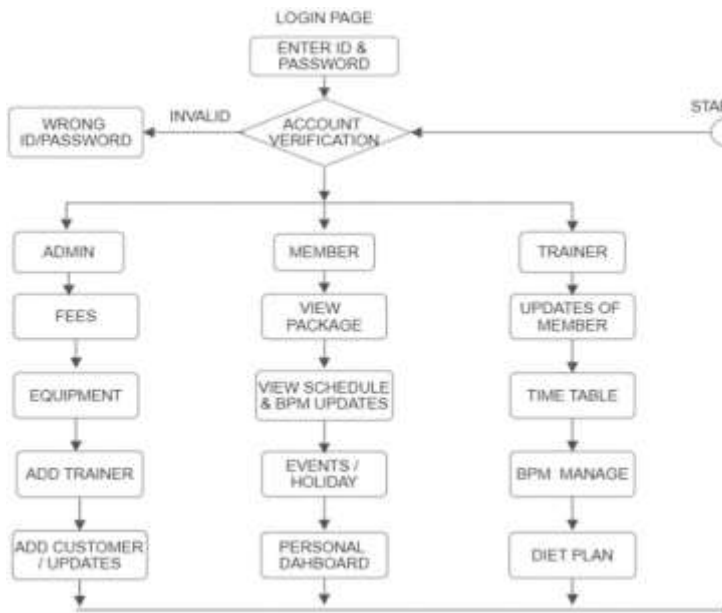 LOGIN PAGE
ENTER ID &
PASSWORD
INVALID
WRONG
ID/PASSWORD
ACCOUNT
VERIFICATION
STAR
ADMIN
MEMBER
TRAINER
FEES
VIEW
PACKAGE
UPDATES OF
MEMBER
EQUIPMENT
VIEW SCHEDULE
& BPM UPDATES
TIME TABLE
ADD TRAINER
EVENTS /
HOLIDAY
BPM MANAGE
ADD CUSTOMER
/ UPDATES
PERSONAL
DAHBOARD
DIET PLAN